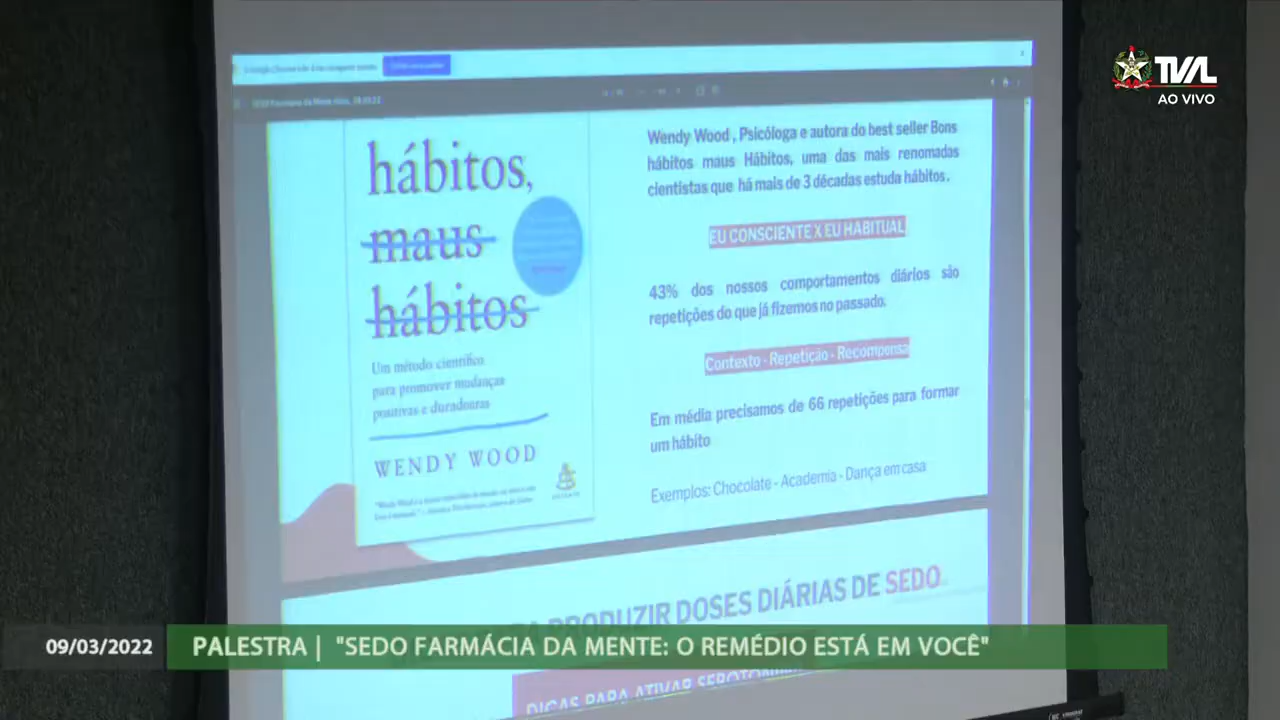 TVAL
AO VIVO
hábitos,
maus
hábitos
Um método científico
para promover mudanças
positivas e duradouras
WENDY WOOD
Wendy Wood , Psicóloga e autora do best seller Bons
hábitos maus Hábitos, uma das mais renomadas
cientistas que há mais de 3 décadas estuda hábitos.
EU CONSCIENTE X EU HABITUAL
43% dos nossos comportamentos diários são
repetições do que já fizemos no passado.
Contexto - Repetição - Recompensa
Em média precisamos de 66 repetições para formar
um hábito
Exemplos: Chocolate - Academia - Dança em casa
PRODUZIR DOSES DIÁRIAS DE SEDO
DICAS PARA ATIVAR
09/03/2022
PALESTRA | "SEDO FARMÁCIA DA MENTE: O REMÉDIO ESTÁ EM VOCÊ"